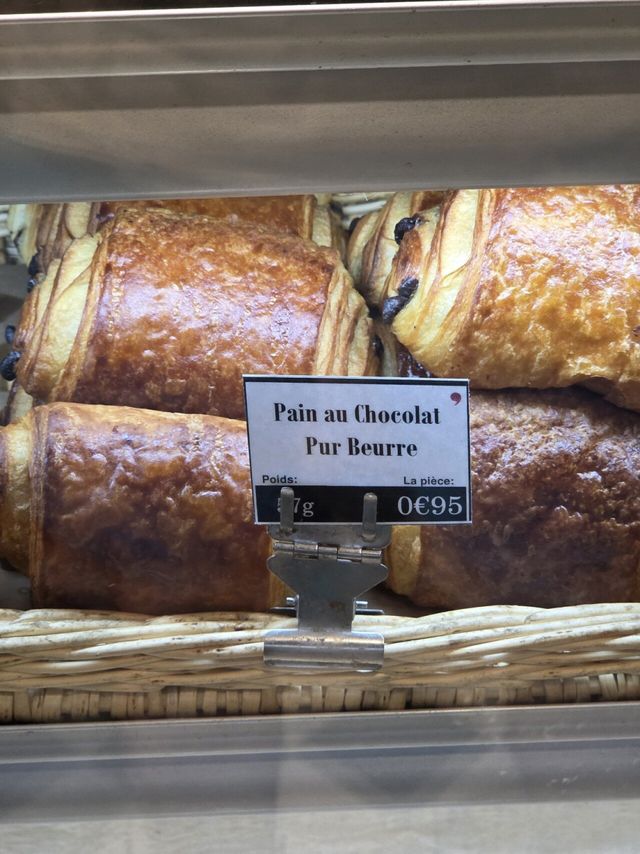 Pain au Chocolat
Pur Beurre
Poids: La pièce:
0€95